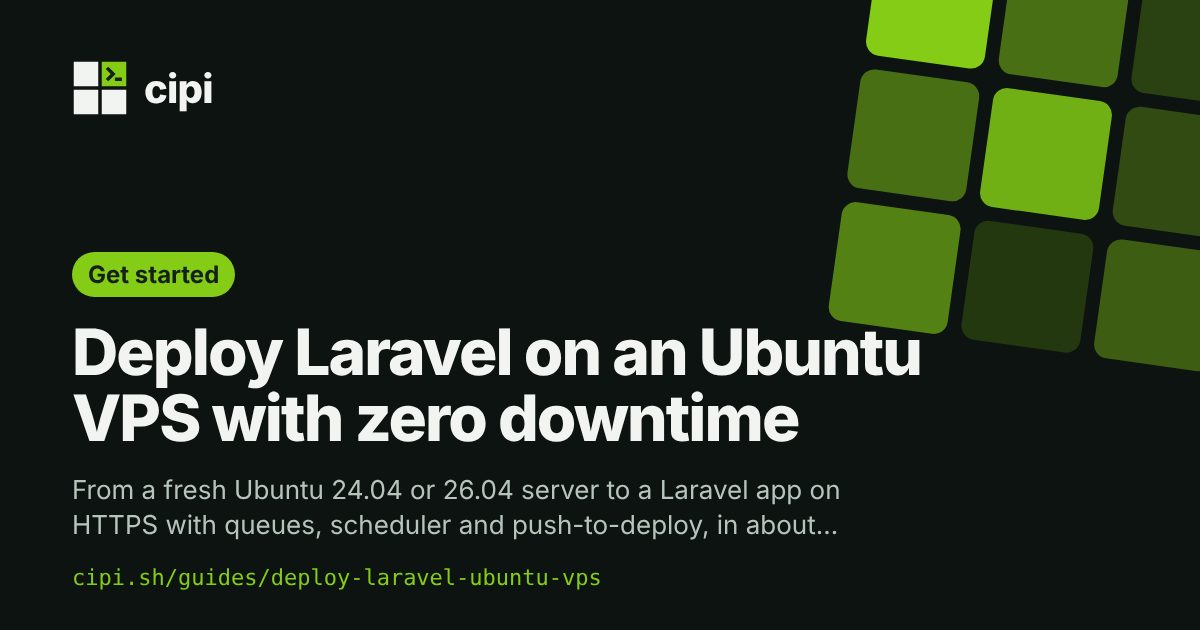 cipi
Get started
Deploy Laravel on an Ubuntu
VPS with zero downtime
From a fresh Ubuntu 24.04 or 26.04 server to a Laravel app on
HTTPS with queues, scheduler and push-to-deploy, in about...
cipi.sh/guides/deploy-laravel-ubuntu-vps